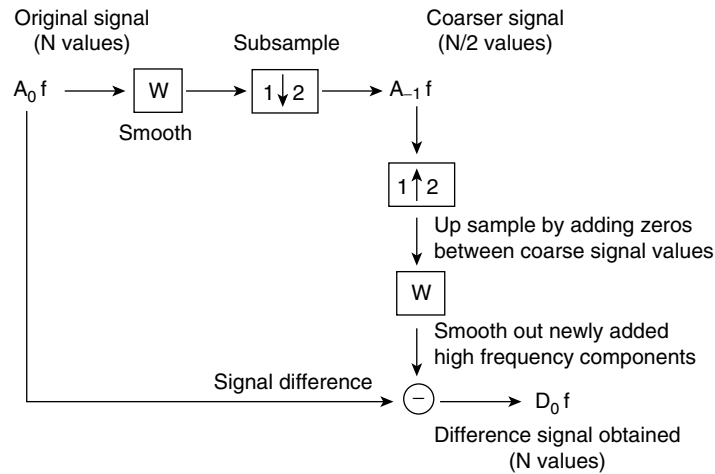 Original signal
(N values)
Subsample
Coarser signal
(N/2 values)
A₀ f
W
1 2
A₋₁ f
Smooth
1 2
Up sample by adding zeros
between coarse signal values
W
Smooth out newly added
high frequency components
Signal difference
−
D₀ f
Difference signal obtained
(N values)